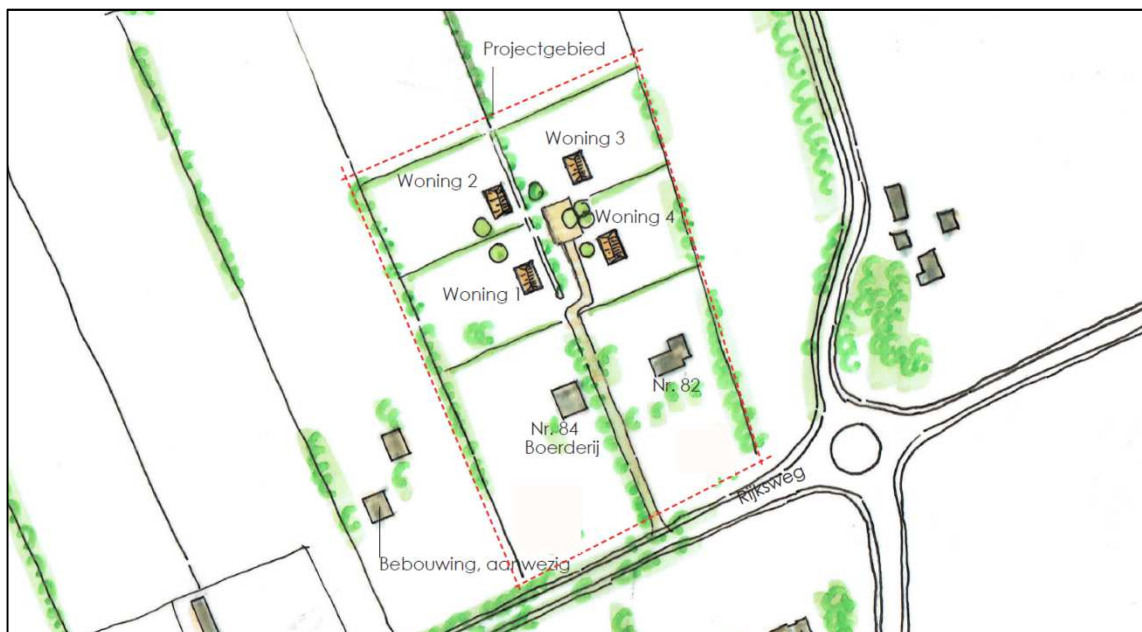 Projectgebied
Woning 3
Woning 2
Woning 4
Woning 1
Nr. 82
Nr. 84
Boerderij
Rijksweg
Bebouwing, aanwezig